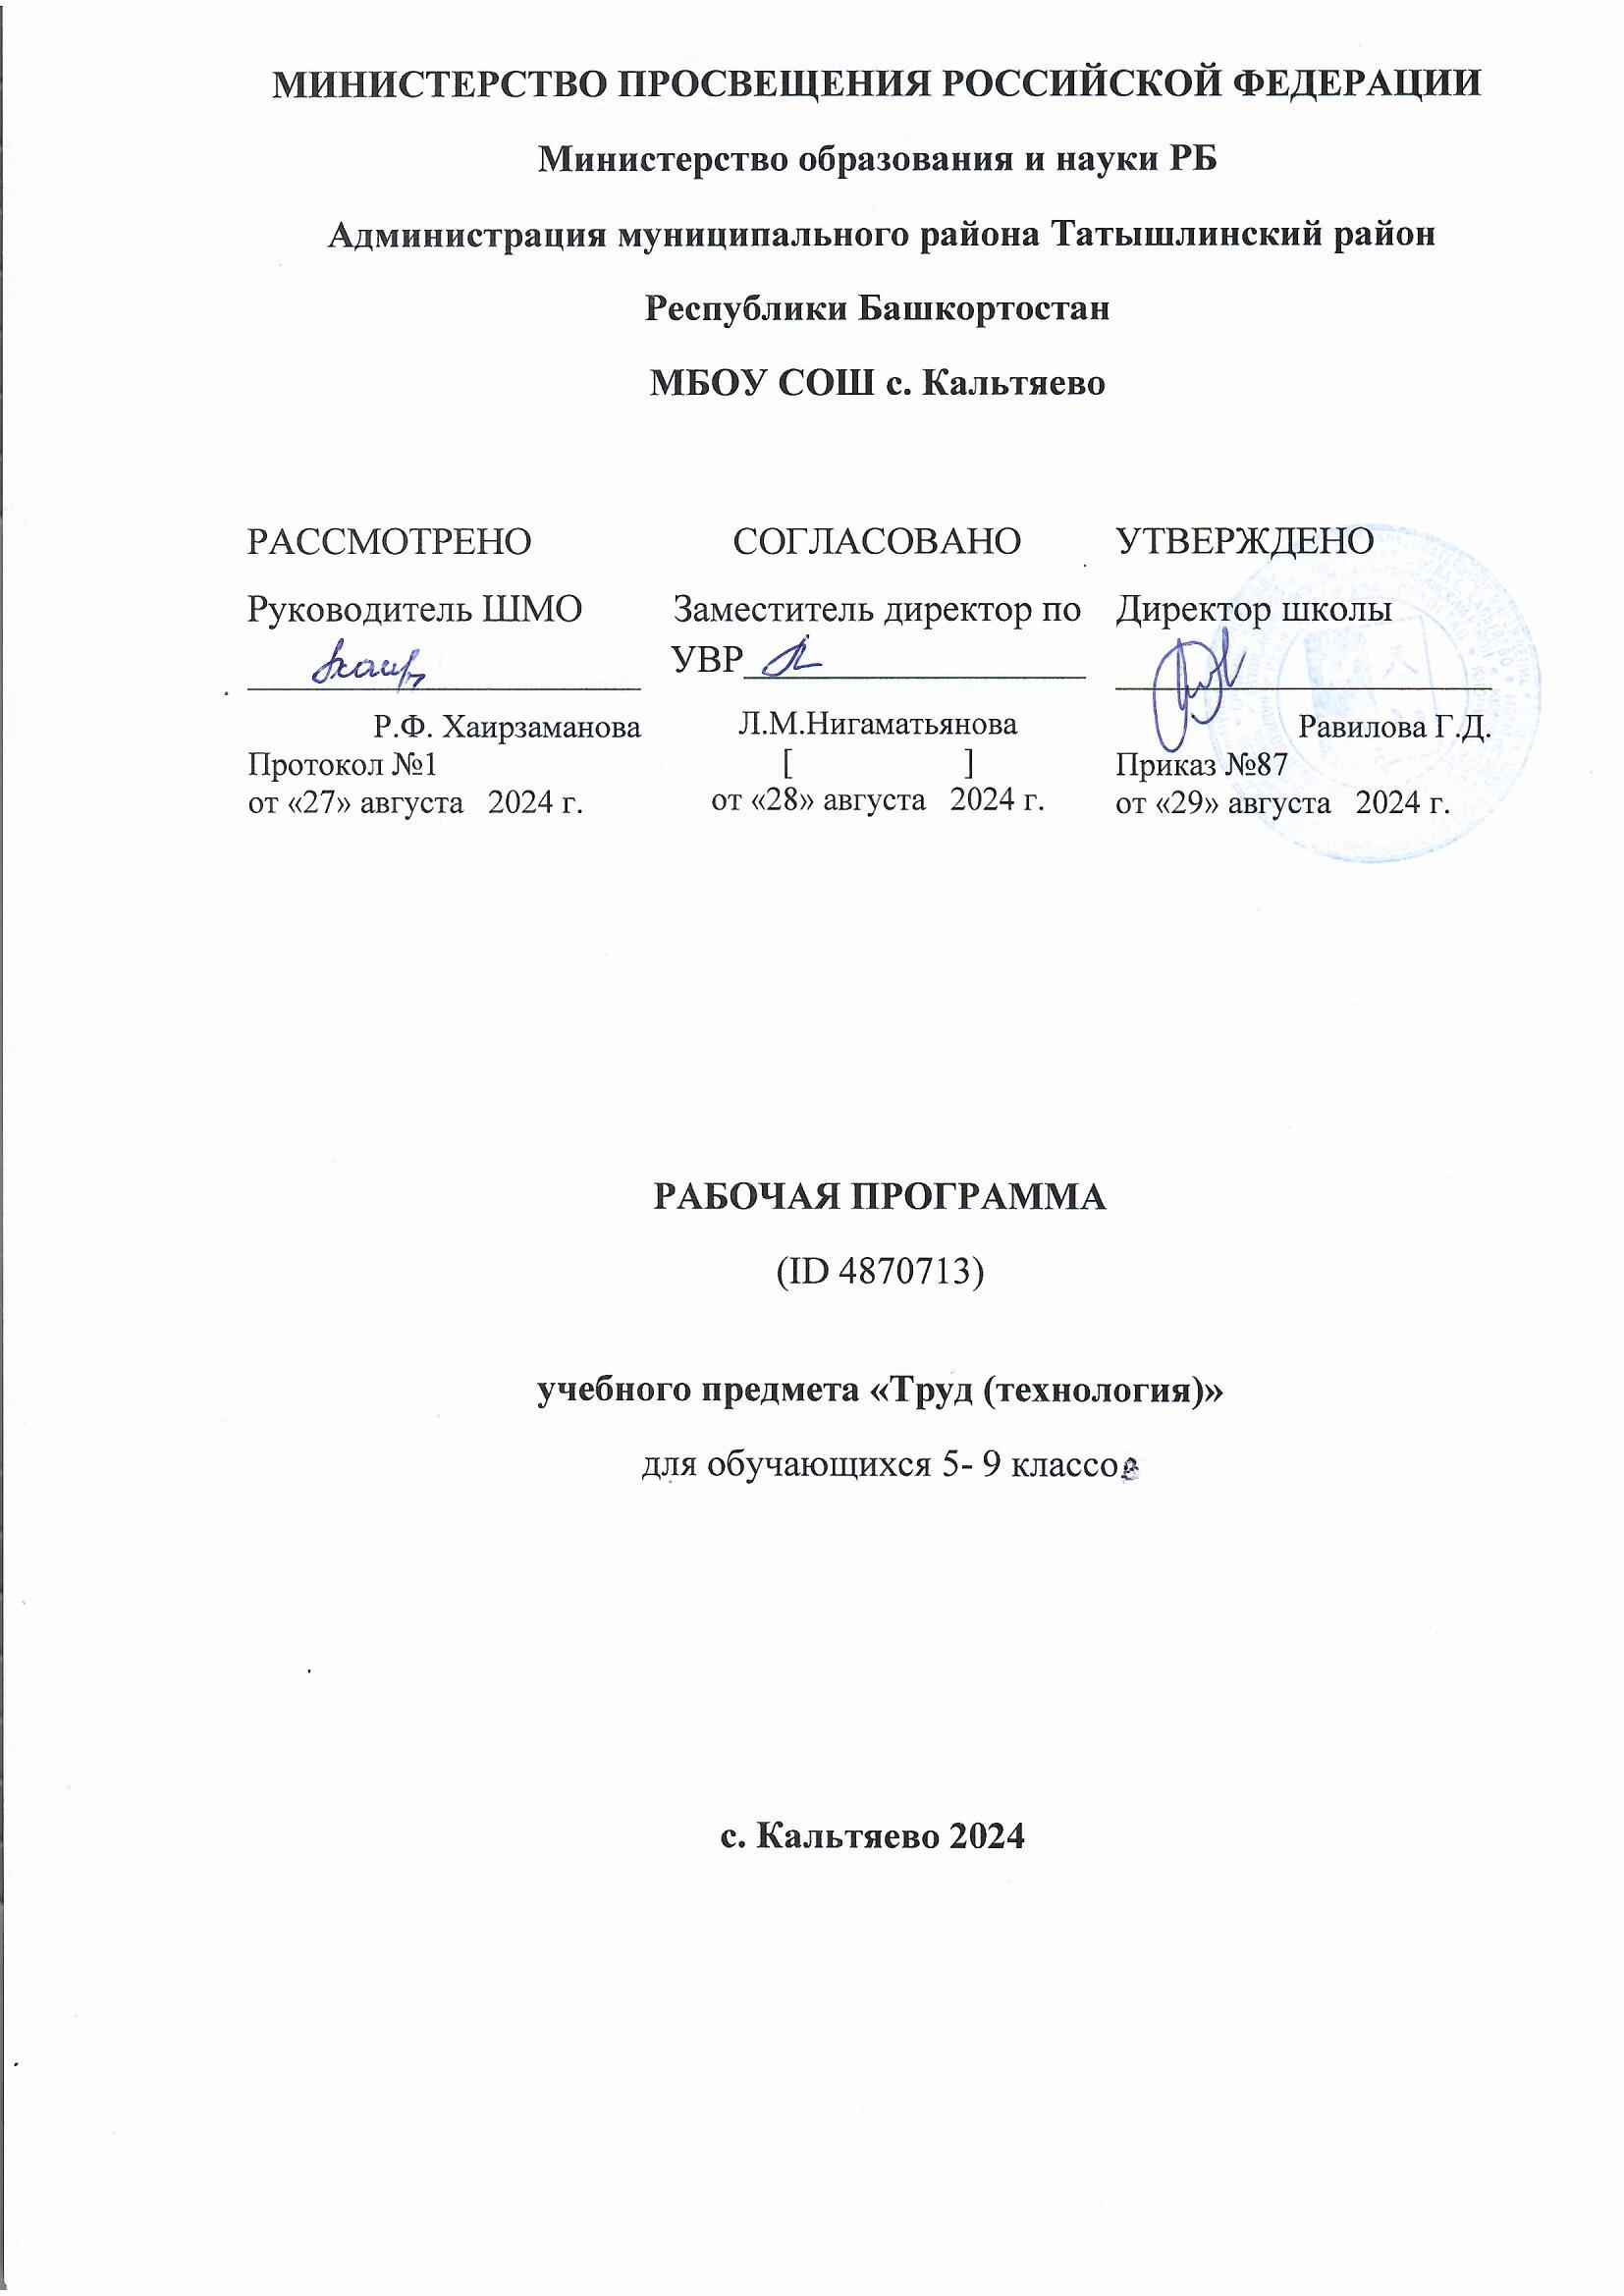 МИНИСТЕРСТВО ПРОСВЕЩЕНИЯ РОССИЙСКОЙ ФЕДЕРАЦИИ
Министерство образования и науки РБ
Администрация муниципального района Татышлинский район
Республики Башкортостан
МБОУ СОШ с. Кальтяево
РАССМОТРЕНО
Руководитель ШМО
Р.Ф. Хаирзаманова
Протокол №1
от «27» августа 2024 г.
СОГЛАСОВАНО
Заместитель директор по
УВР
Л.М.Нигаматьянова
[ ]
от «28» августа 2024 г.
УТВЕРЖДЕНО
Директор школы
Равилова Г.Д.
Приказ №87
от «29» августа 2024 г.
РАБОЧАЯ ПРОГРАММА
(ID 4870713)
учебного предмета «Труд (технология)»
для обучающихся 5- 9 классов
с. Кальтяево 2024